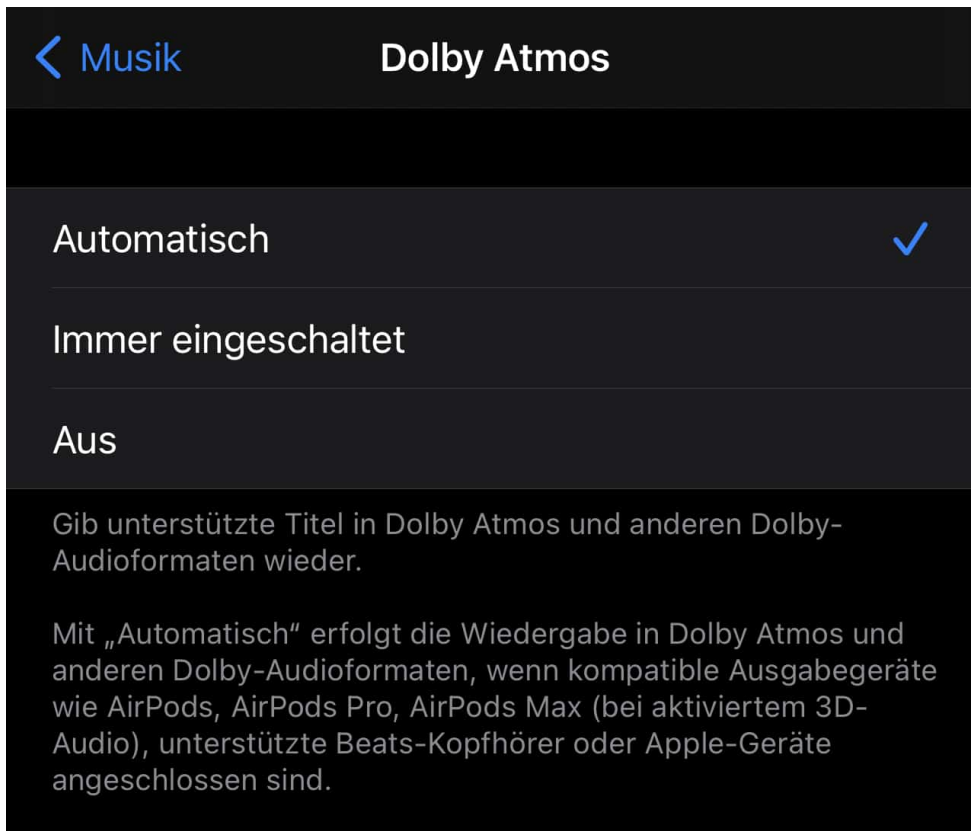 Musik
Dolby Atmos
Automatisch
Immer eingeschaltet
Aus
Gib unterstützte Titel in Dolby Atmos und anderen Dolby-
Audioformaten wieder.
Mit „Automatisch“ erfolgt die Wiedergabe in Dolby Atmos und
anderen Dolby-Audioformaten, wenn kompatible Ausgabegeräte
wie AirPods, AirPods Pro, AirPods Max (bei aktiviertem 3D-
Audio), unterstützte Beats-Kopfhörer oder Apple-Geräte
angeschlossen sind.